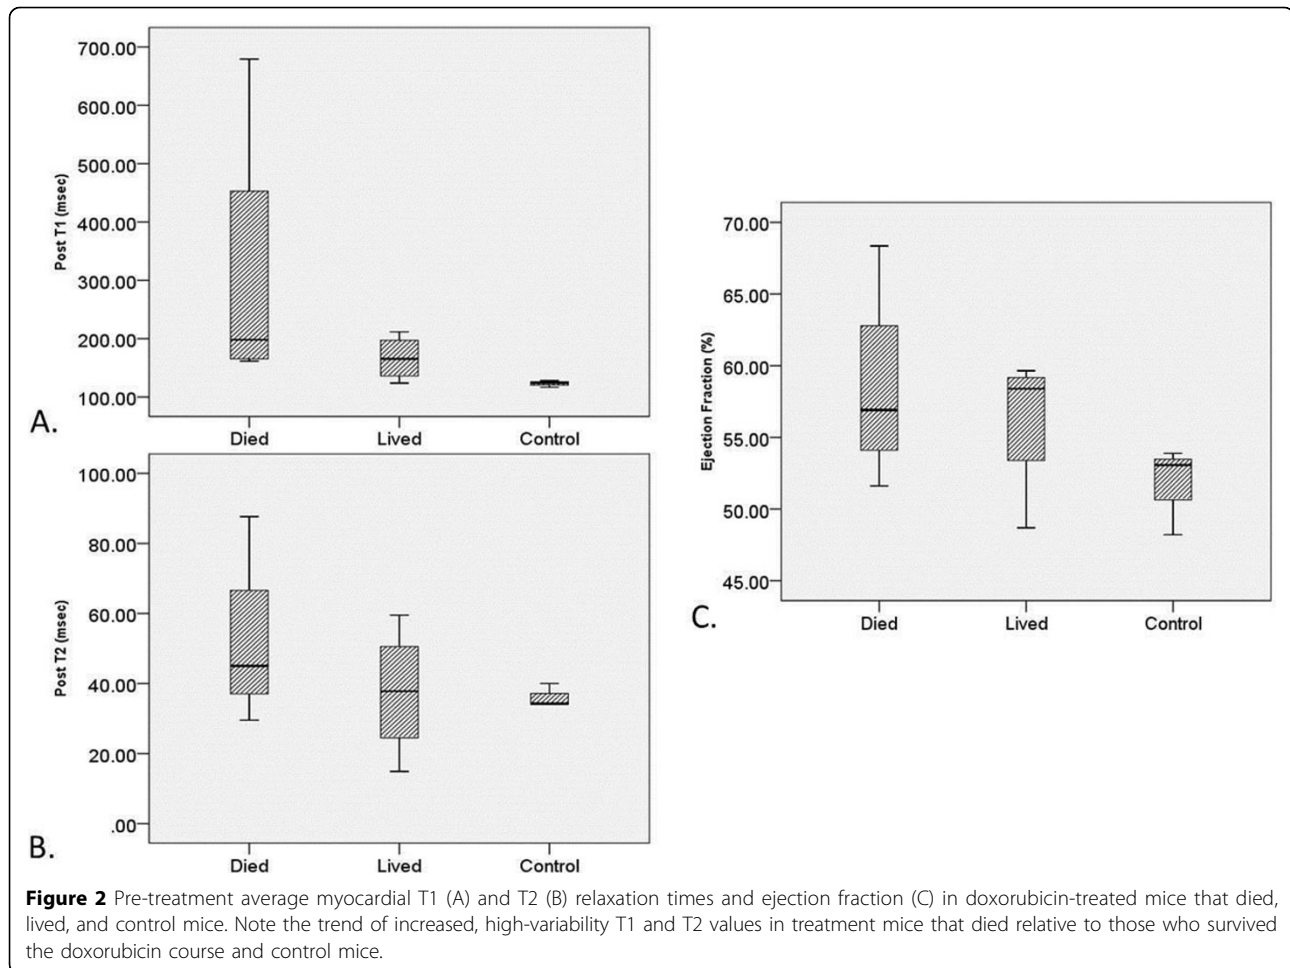 700.00
600.00
500.00
400.00
300.00
200.00
100.00
Post T1 (msec)
Died Lived Control
A.
100.00
80.00
60.00
40.00
20.00
.00
Post T2 (msec)
Died Lived Control
B.
70.00
65.00
60.00
55.00
50.00
45.00
Ejection Fraction (%)
Died Lived Control
C.
Figure 2 Pre-treatment average myocardial T1 (A) and T2 (B) relaxation times and ejection fraction (C) in doxorubicin-treated mice that died,
lived, and control mice. Note the trend of increased, high-variability T1 and T2 values in treatment mice that died relative to those who survived
the doxorubicin course and control mice.